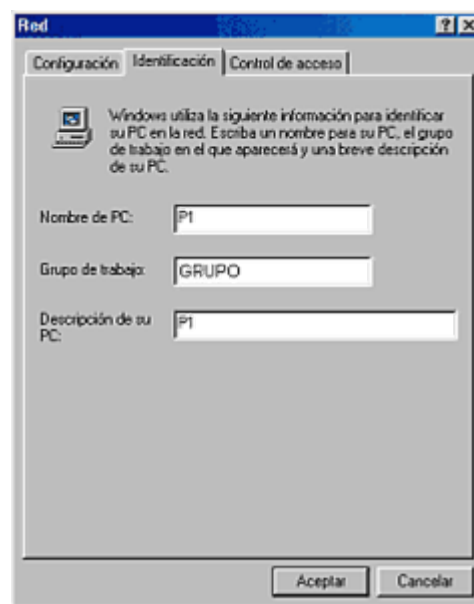 Red
Configuración Identificación Control de acceso
Windows utiliza la siguiente información para identificar
su PC en la red. Escriba un nombre para su PC, el grupo
de trabajo en el que aparecerá y una breve descripción
de su PC.
Nombre de PC: P1
Grupo de trabajo: GRUPO
Descripción de su
PC: P1
Aceptar Cancelar